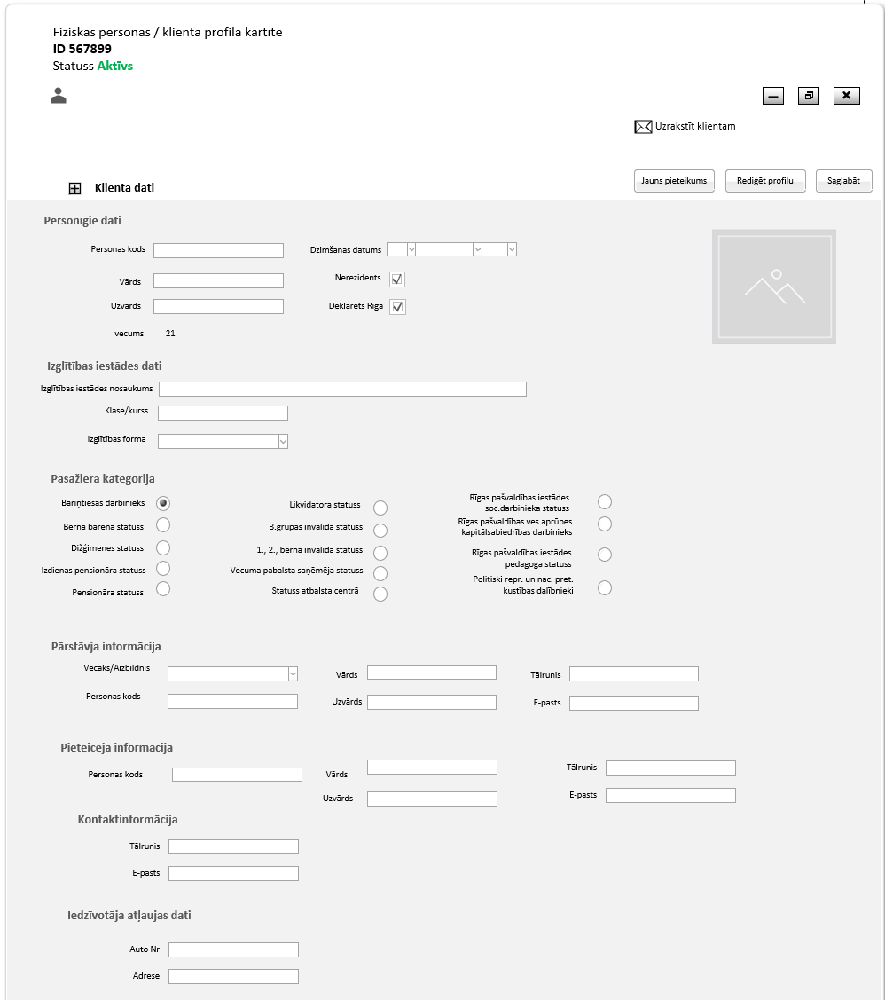 Fiziskas personas / klienta profila kartīte
ID 567899
Statuss Aktīvs
Uzrakstīt klientam
Klienta dati
Jauns pieteikums
Rediģēt profilu
Saglabāt
Personīgie dati
Personas kods
Dzimšanas datums
Vārds
Nerezidents
Uzvārds
Deklarēts Rīgā
vecums 21
Izglītības iestādes dati
Izglītības iestādes nosaukums
Klase/kurss
Izglītības forma
Pasažiera kategorija
Bāriņtiesas darbinieks
Bērna bāreņa statuss
Dižģimenes statuss
Izdienas pensionāra statuss
Pensionāra statuss
Likvidatora statuss
3.grupas invalīda statuss
1., 2., bērna invalīda statuss
Vecuma pabalsta saņēmēja statuss
Statuss atbalsta centrā
Rīgas pašvaldības iestādes
soc.darbinieka statuss
Rīgas pašvaldības ves.aprūpes
kapitālsabiedrības darbinieks
Rīgas pašvaldības iestādes
pedagoga statuss
Politiski repr. un nac. pret.
kustības dalībnieki
Pārstāvja informācija
Vecāks/Aizbildnis
Vārds
Tālrunis
Personas kods
Uzvārds
E-pasts
Pieteicēja informācija
Personas kods
Vārds
Tālrunis
Uzvārds
E-pasts
Kontaktinformācija
Tālrunis
E-pasts
Iedzīvotāja atļaujas dati
Auto Nr
Adrese